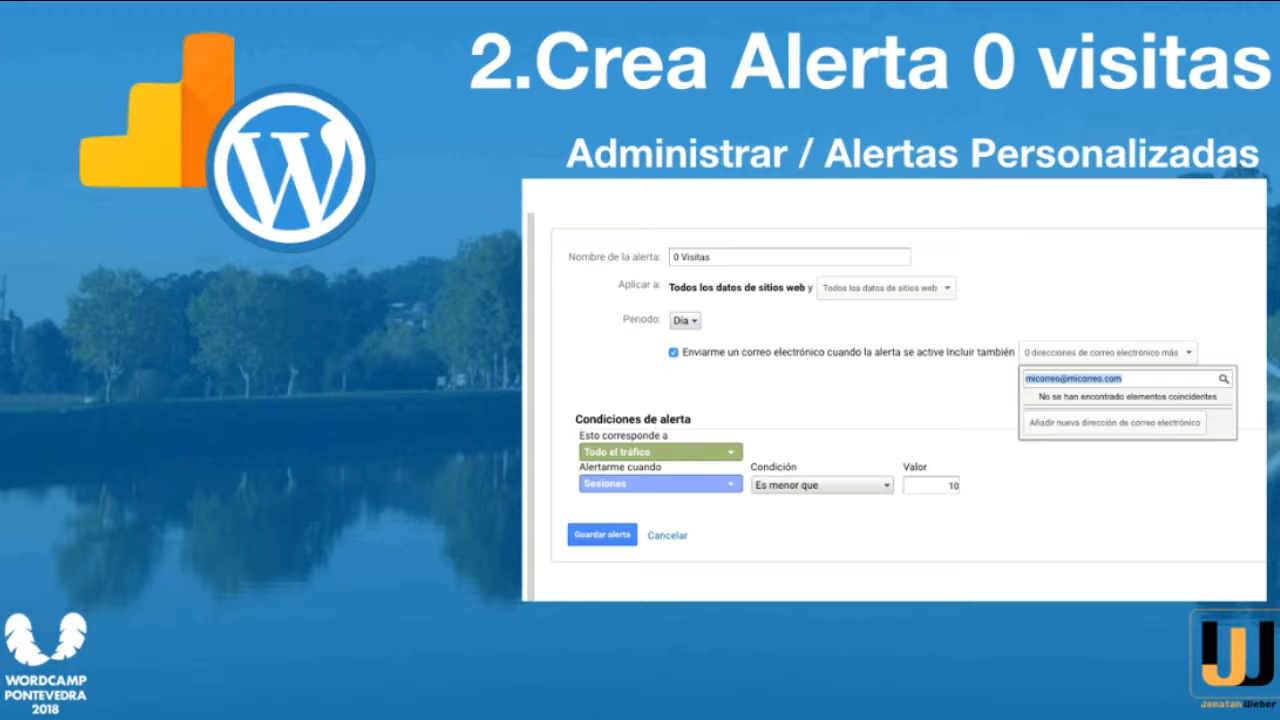 2.Crea Alerta 0 visitas
Administrar / Alertas Personalizadas
Nombre de la alerta: 0 Visitas
Aplicar a: Todos los datos de sitios web y Todos los datos de sitios web
Periodo: Día
Enviarme un correo electrónico cuando la alerta se active Incluir también 0 direcciones de correo electrónico más
micorreo@micorreo.com
No se han encontrado elementos coincidentes
Añadir nueva dirección de correo electrónico
Condiciones de alerta
Esto corresponde a
Todo el tráfico
Alertarme cuando Condición Valor
Sesiones Es menor que 10
Guardar alerta Cancelar
WORDCAMP
PONTEVEDRA
2018
Jonatan Weber